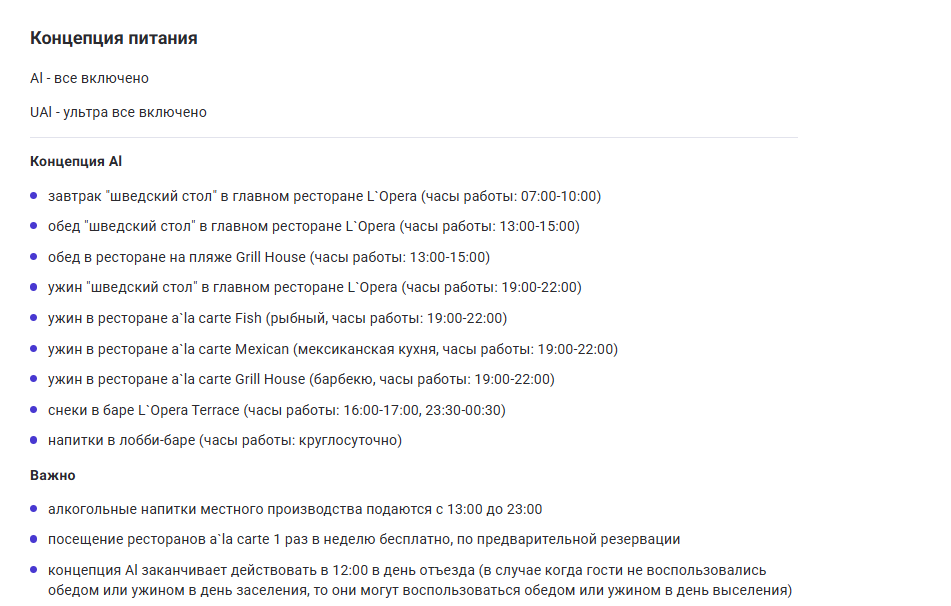 Концепция питания
Al - все включено
UAl - ультра все включено
Концепция Al
завтрак "шведский стол" в главном ресторане L`Opera (часы работы: 07:00-10:00)
обед "шведский стол" в главном ресторане L`Opera (часы работы: 13:00-15:00)
обед в ресторане на пляже Grill House (часы работы: 13:00-15:00)
ужин "шведский стол" в главном ресторане L`Opera (часы работы: 19:00-22:00)
ужин в ресторане a`la carte Fish (рыбный, часы работы: 19:00-22:00)
ужин в ресторане a`la carte Mexican (мексиканская кухня, часы работы: 19:00-22:00)
ужин в ресторане a`la carte Grill House (барбекю, часы работы: 19:00-22:00)
снеки в баре L`Opera Terrace (часы работы: 16:00-17:00, 23:30-00:30)
напитки в лобби-баре (часы работы: круглосуточно)
Важно
алкогольные напитки местного производства подаются с 13:00 до 23:00
посещение ресторанов a`la carte 1 раз в неделю бесплатно, по предварительной резервации
концепция Al заканчивает действовать в 12:00 в день отъезда (в случае когда гости не воспользовались
обедом или ужином в день заселения, то они могут воспользоваться обедом или ужином в день выселения)